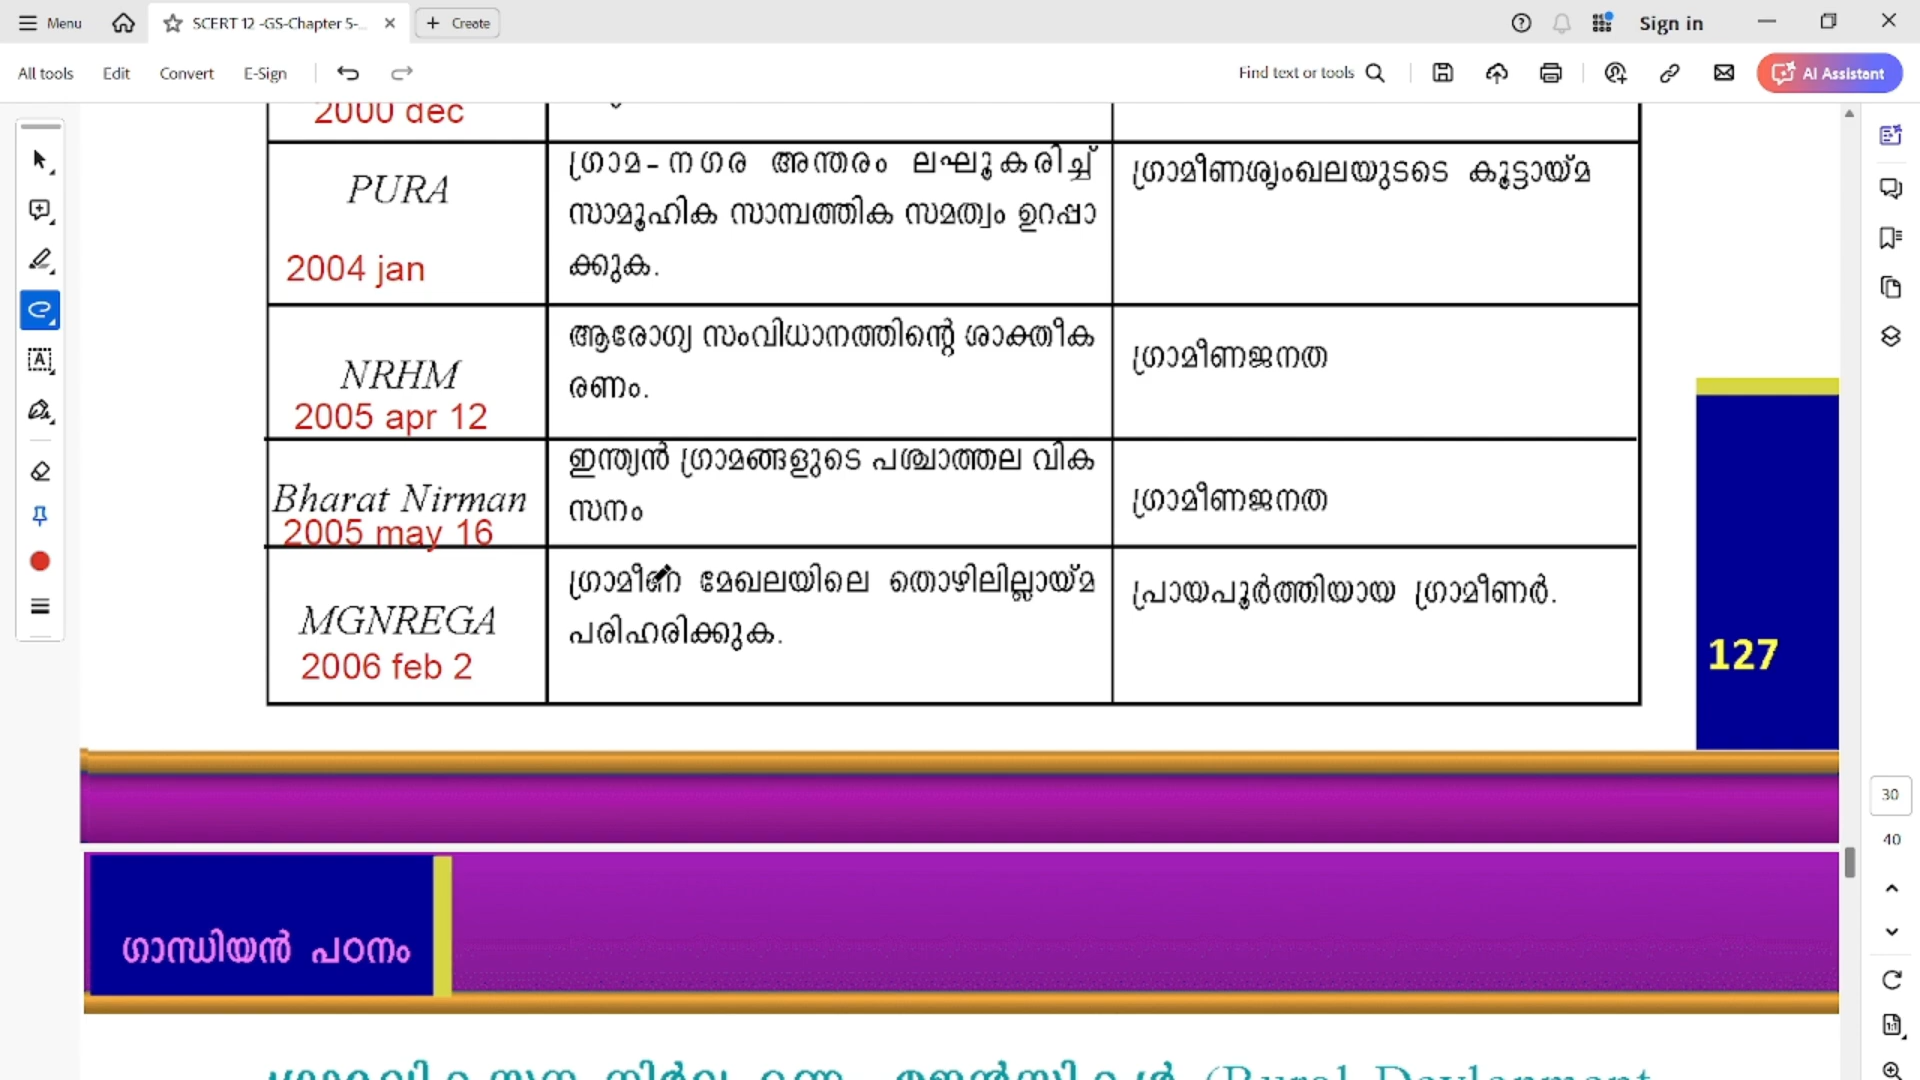 Menu
SCERT 12 -GS-Chapter 5-...
Create
Sign in
All tools
Edit
Convert
E-Sign
Find text or tools
AI Assistant
2000 dec
PURA
2004 jan
ഗ്രാമ-നഗര അന്തരം ലഘൂകരിച്ച്
സാമൂഹിക സാമ്പത്തിക സമത്വം ഉറപ്പാ
ക്കുക.
ഗ്രാമീണശൃംഖലയുടടെ കൂട്ടായ്മ
NRHM
2005 apr 12
ആരോഗ്യ സംവിധാനത്തിന്റെ ശാക്തീക
രണം.
ഗ്രാമീണജനത
Bharat Nirman
2005 may 16
ഇന്ത്യൻ ഗ്രാമങ്ങളുടെ പശ്ചാത്തല വിക
സനം
ഗ്രാമീണജനത
MGNREGA
2006 feb 2
ഗ്രാമീണ മേഖലയിലെ തൊഴിലില്ലായ്മ
പരിഹരിക്കുക.
പ്രായപൂർത്തിയായ ഗ്രാമീണർ.
127
30
40
ഗാന്ധിയൻ പഠനം